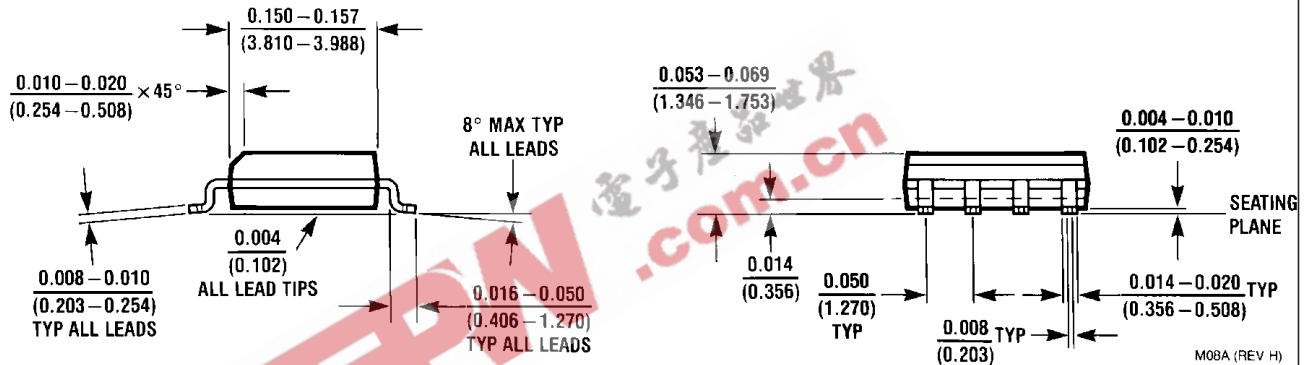 0.150 – 0.157
(3.810 – 3.988)
0.010 – 0.020 × 45°
(0.254 – 0.508)
8° MAX TYP
ALL LEADS
0.004
(0.102)
ALL LEAD TIPS
0.008 – 0.010
(0.203 – 0.254)
TYP ALL LEADS
0.016 – 0.050
(0.406 – 1.270)
TYP ALL LEADS
0.053 – 0.069
(1.346 – 1.753)
0.004 – 0.010
(0.102 – 0.254)
SEATING
PLANE
0.014
(0.356)
0.050
(1.270)
TYP
0.008 TYP
(0.203)
0.014 – 0.020 TYP
(0.356 – 0.508)
M08A (REV H)
電子產品世界
.com.cn